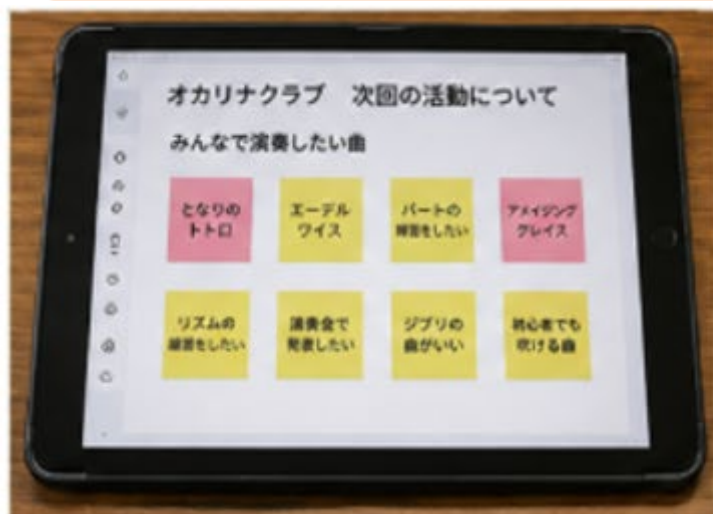 オカリナクラブ 次回の活動について
みんなで演奏したい曲
となりの
トトロ
エーデル
ワイス
パートの
練習をしたい
アメイジング
グレイス
リズムの
練習をしたい
演奏会で
発表したい
ジブリの
曲がいい
初心者でも
吹ける曲